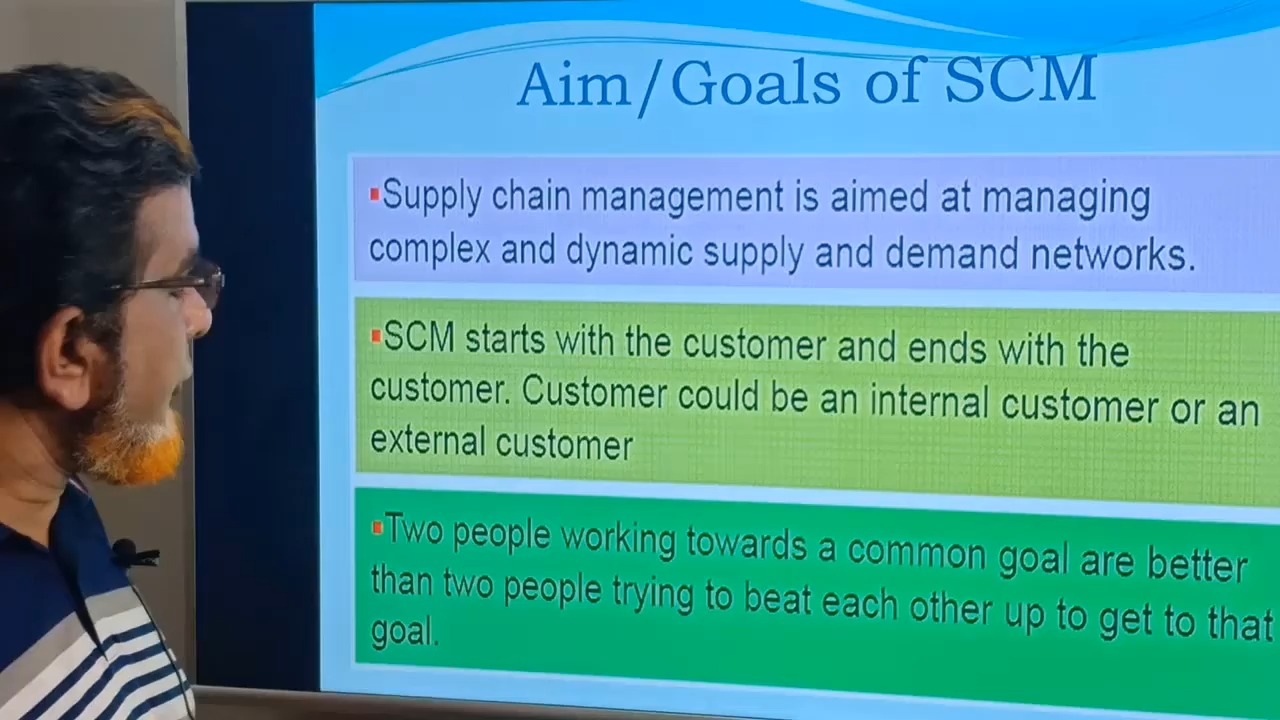 Aim/Goals of SCM
▪Supply chain management is aimed at managing
complex and dynamic supply and demand networks.
▪SCM starts with the customer and ends with the
customer. Customer could be an internal customer or an
external customer
▪Two people working towards a common goal are better
than two people trying to beat each other up to get to that
goal.